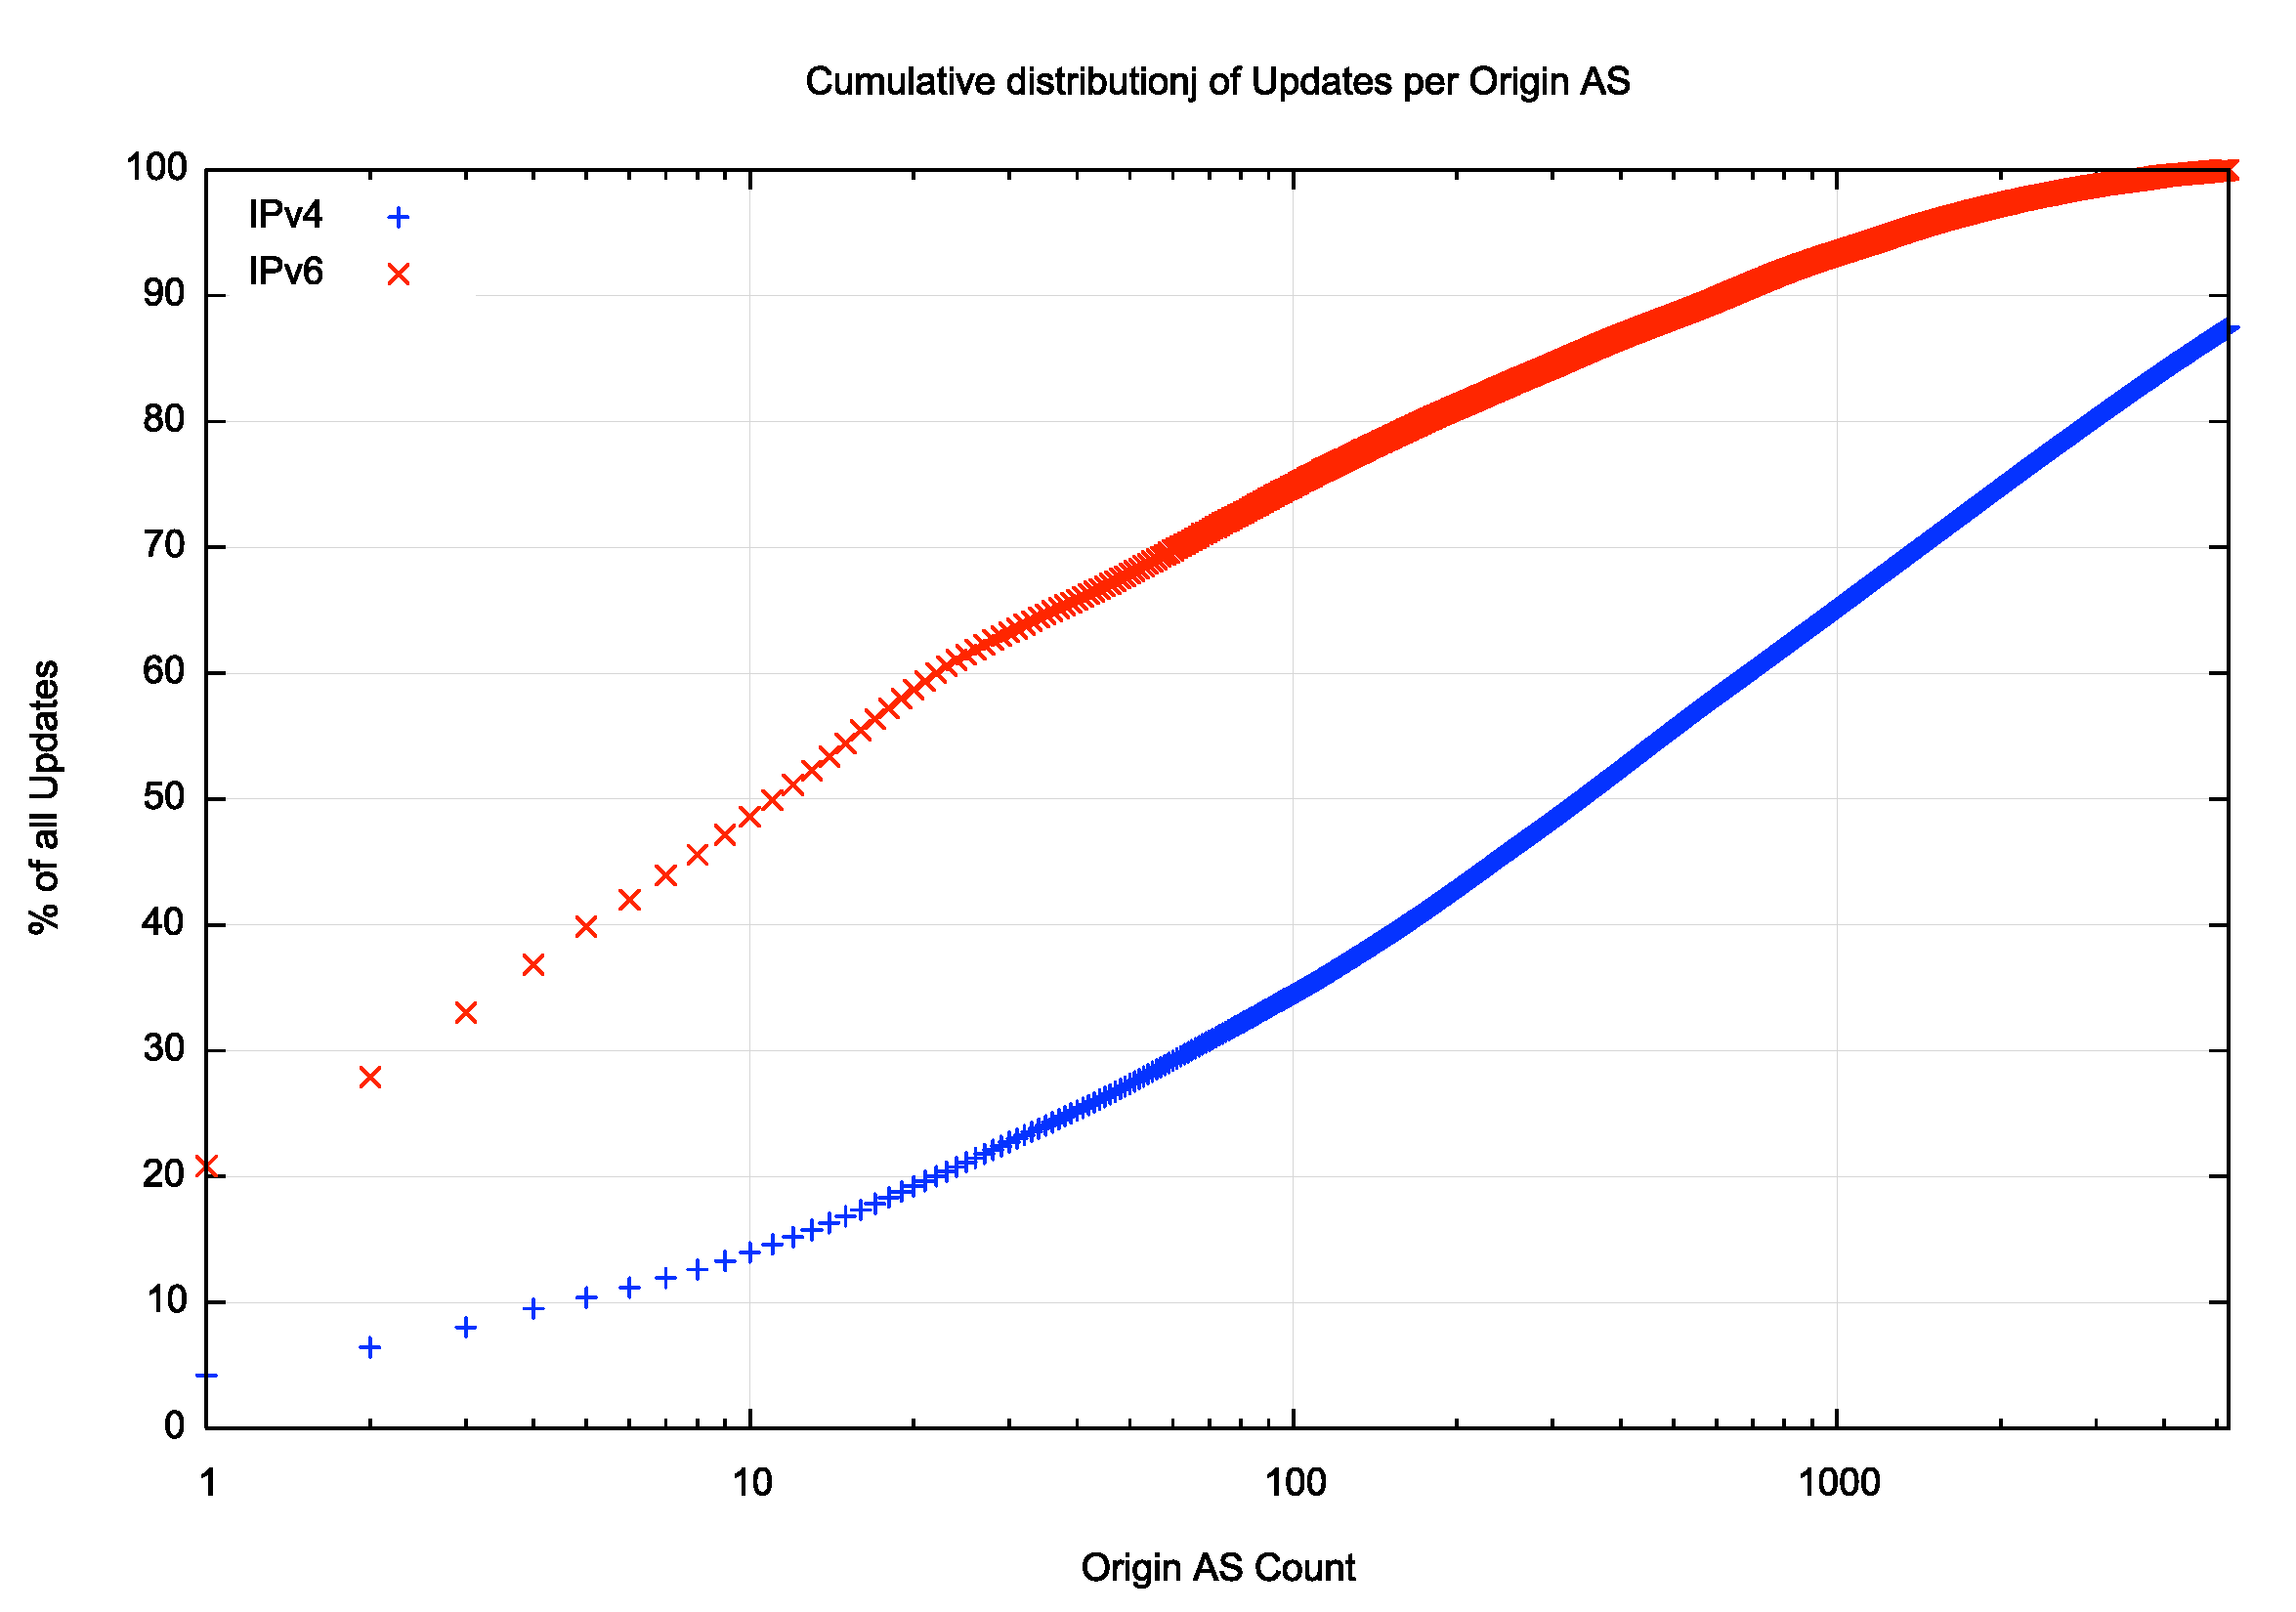 Cumulative distributionj of Updates per Origin AS
100
IPv4
IPv6
90
80
70
60
50
40
30
20
10
0
% of all Updates
1 10 100 1000
Origin AS Count